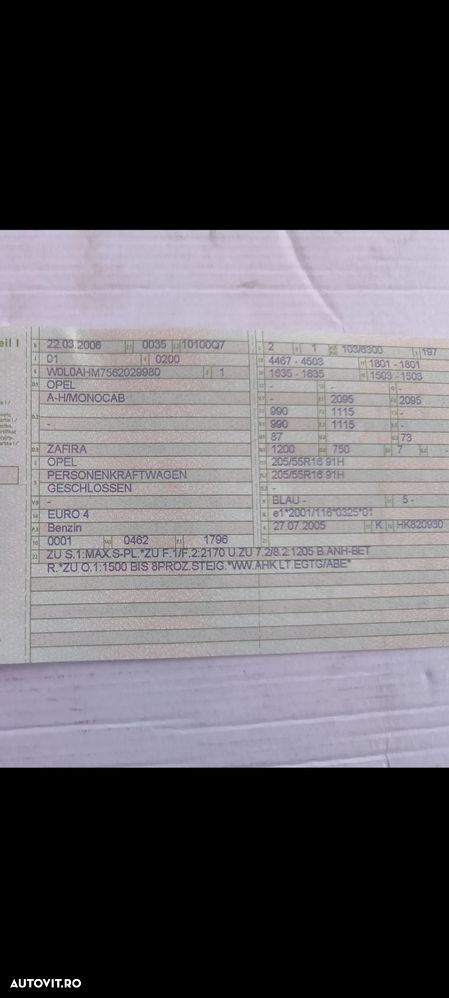 eil I
22.03.2006 0035 10100Q7
01 0200
W0L0AHM7562029980 1
OPEL
A-H/MONOCAB
-
ZAFIRA
OPEL
PERSONENKRAFTWAGEN
GESCHLOSSEN
-
EURO 4
Benzin
0001 0462 1796
ZU S.1:MAX.S-PL.*ZU F.1/F.2:2170 U.ZU 7.2/8.2:1205 B.ANH-BET
R.*ZU O.1:1500 BIS 8PROZ.STEIG.*WW.AHK LT.EGTG/ABE*
2 1 103/6300 197
4467 - 4503 1801 - 1801
1635 - 1635 1503 - 1503
- - -
- 2095 2095
990 1115 -
990 1115 -
87 - 73
1200 750 7 -
205/55R16 91H
205/55R16 91H
-
BLAU - 5 -
e1*2001/116*0325*01
27.07.2005 K HK820930
AUTOVIT.RO